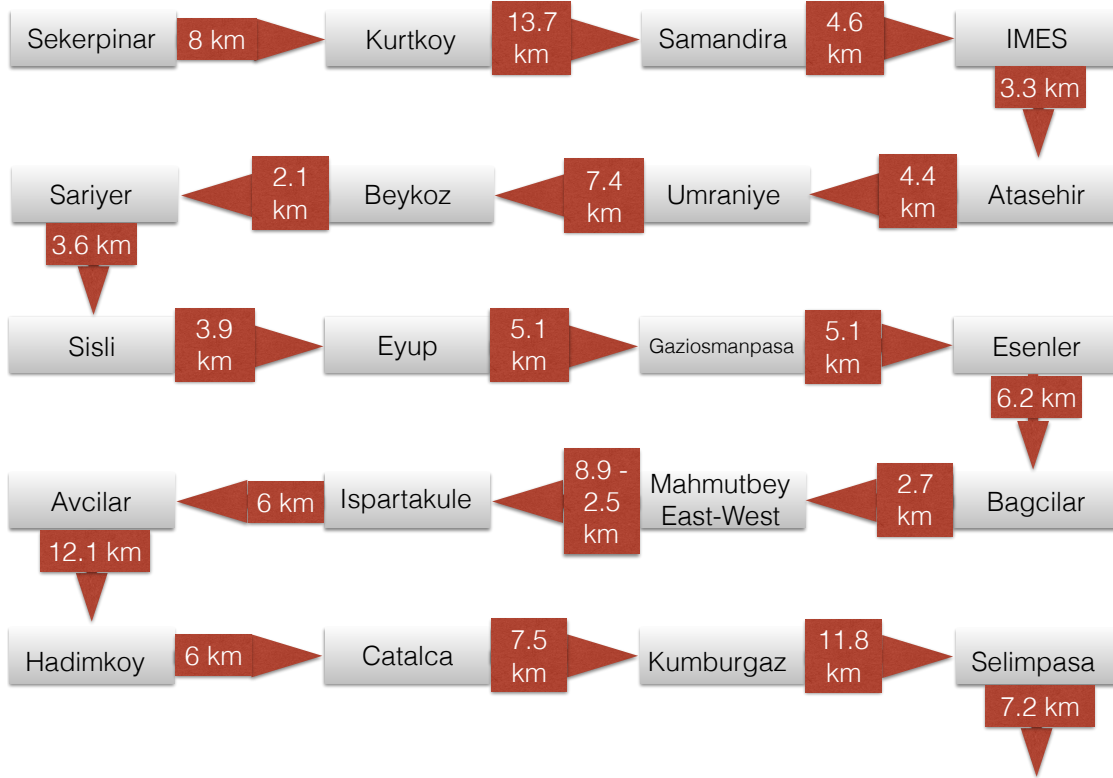 Sekerpinar
8 km
Kurtkoy
13.7
km
Samandira
4.6
km
IMES
3.3 km
Atasehir
4.4
km
Umraniye
7.4
km
Beykoz
2.1
km
Sariyer
3.6 km
Sisli
3.9
km
Eyup
5.1
km
Gaziosmanpasa
5.1
km
Esenler
6.2 km
Bagcilar
2.7
km
Mahmutbey
East-West
8.9 -
2.5
km
Ispartakule
6 km
Avcilar
12.1 km
Hadimkoy
6 km
Catalca
7.5
km
Kumburgaz
11.8
km
Selimpasa
7.2 km